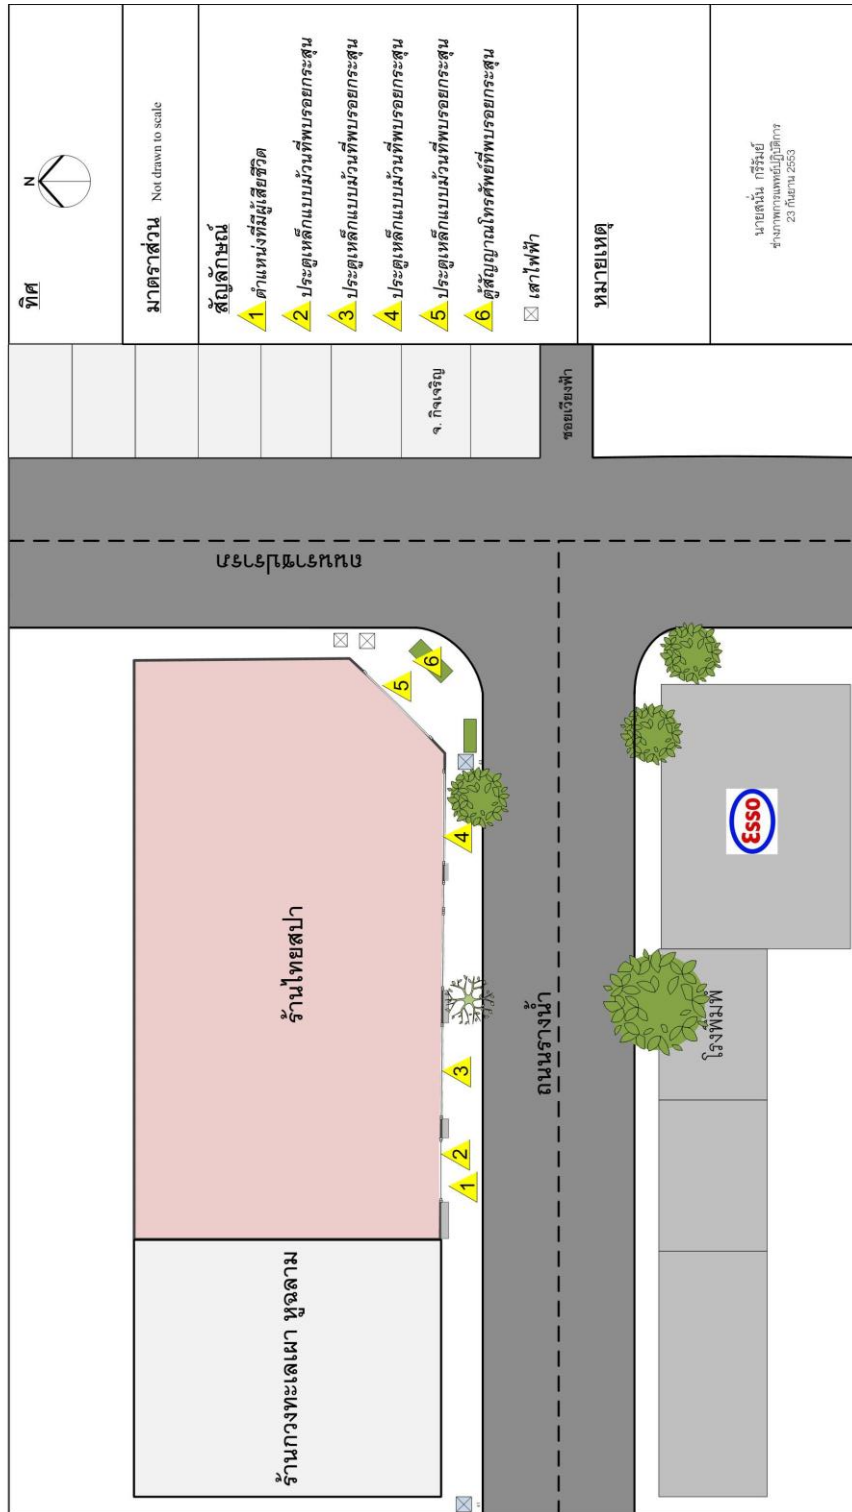 ทิศ
N
มาตราส่วน Not drawn to scale
สัญลักษณ์
1 ตำแหน่งที่มีผู้เสียชีวิต
2 ประตูเหล็กแบบม้วนที่พบรอยกระสุน
3 ประตูเหล็กแบบม้วนที่พบรอยกระสุน
4 ประตูเหล็กแบบม้วนที่พบรอยกระสุน
5 ประตูเหล็กแบบม้วนที่พบรอยกระสุน
6 ตู้สัญญาณโทรศัพย์ที่พบรอยกระสุน
เสาไฟฟ้า
หมายเหตุ
ช่างภาพการแพทย์ปฏิบัติการ
23 กันยายน 2553
จ. กิจเจริญ
ซอยเวียงฟ้า
ถนนราชปรารภ
6
5
4
3
2
1
ร้านไทยสปา
ร้านกวงทะเลเผา หูฉลาม
ถนนรางน้ำ
Esso
โรงพิมพ์